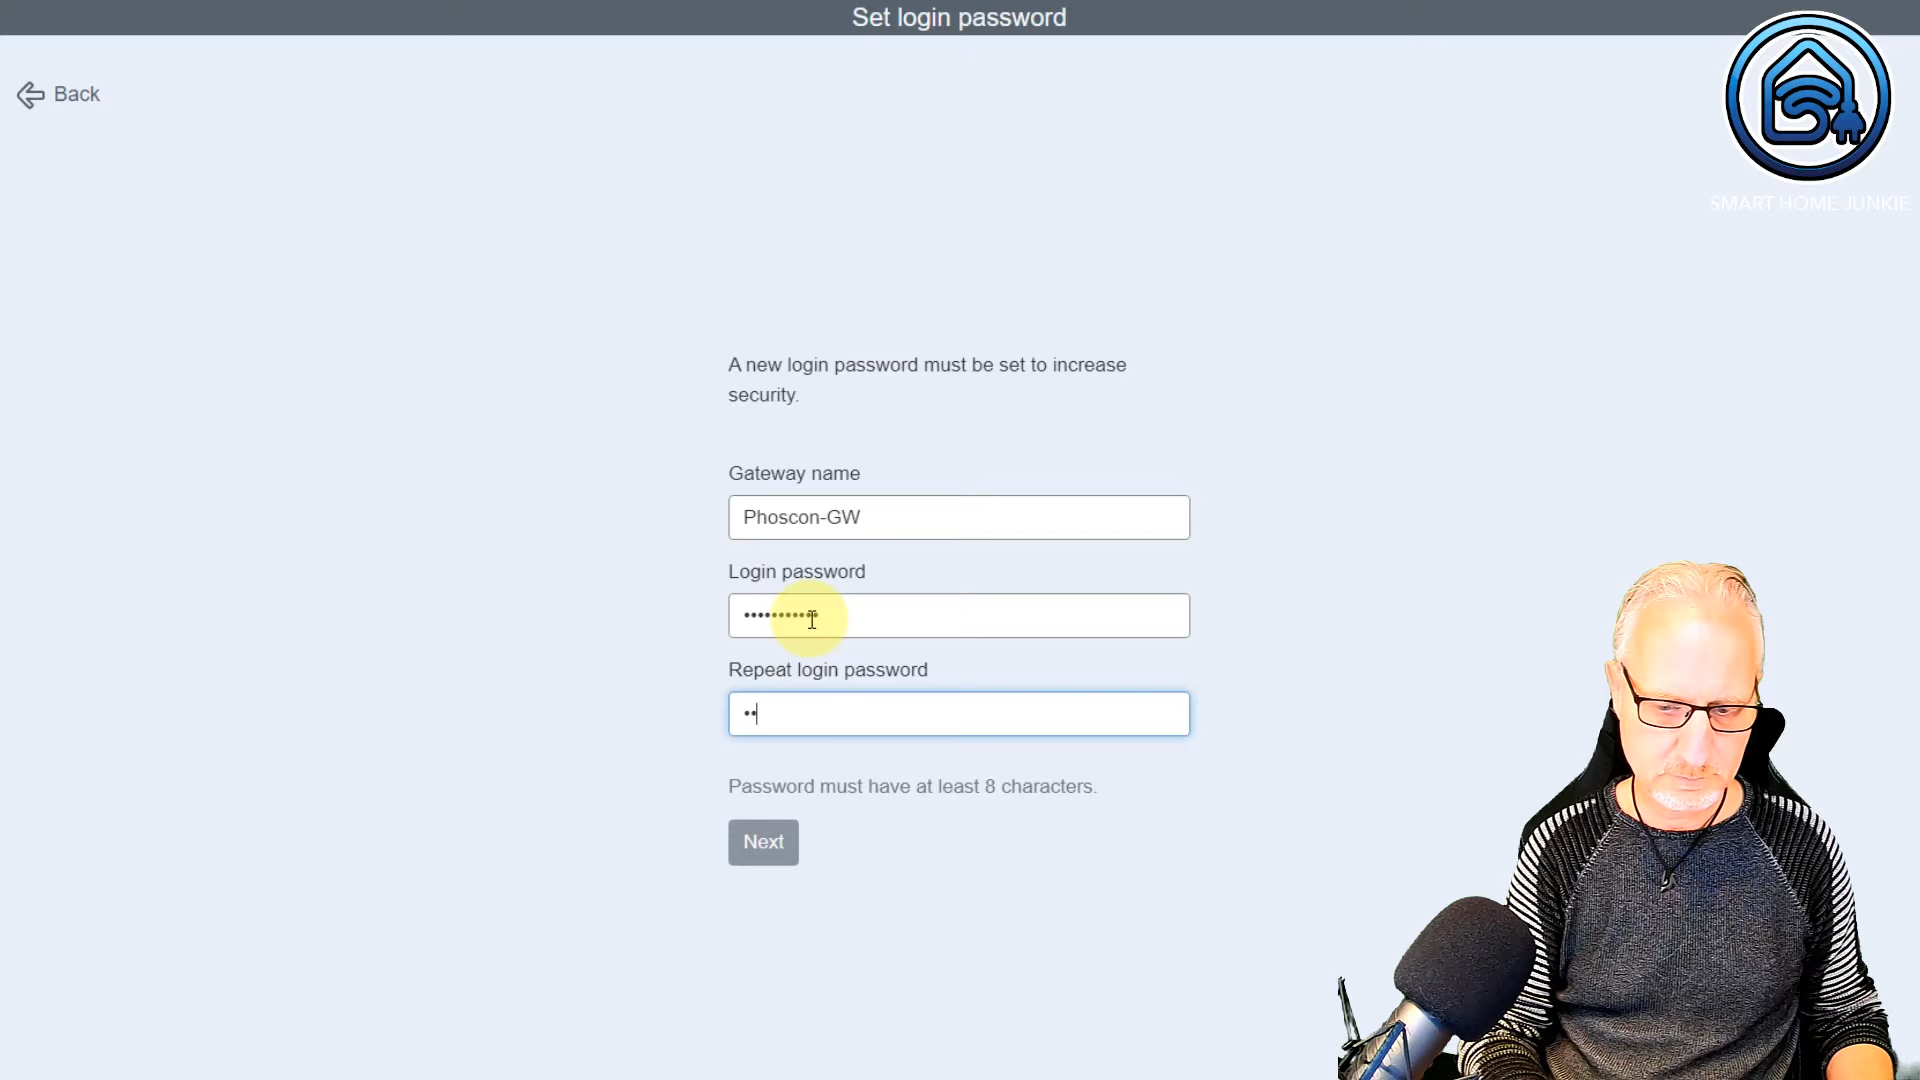 Set login password
Back
SMART HOME JUNKIE
A new login password must be set to increase
security.
Gateway name
Phoscon-GW
Login password
•••••••••••
Repeat login password
••
Password must have at least 8 characters.
Next